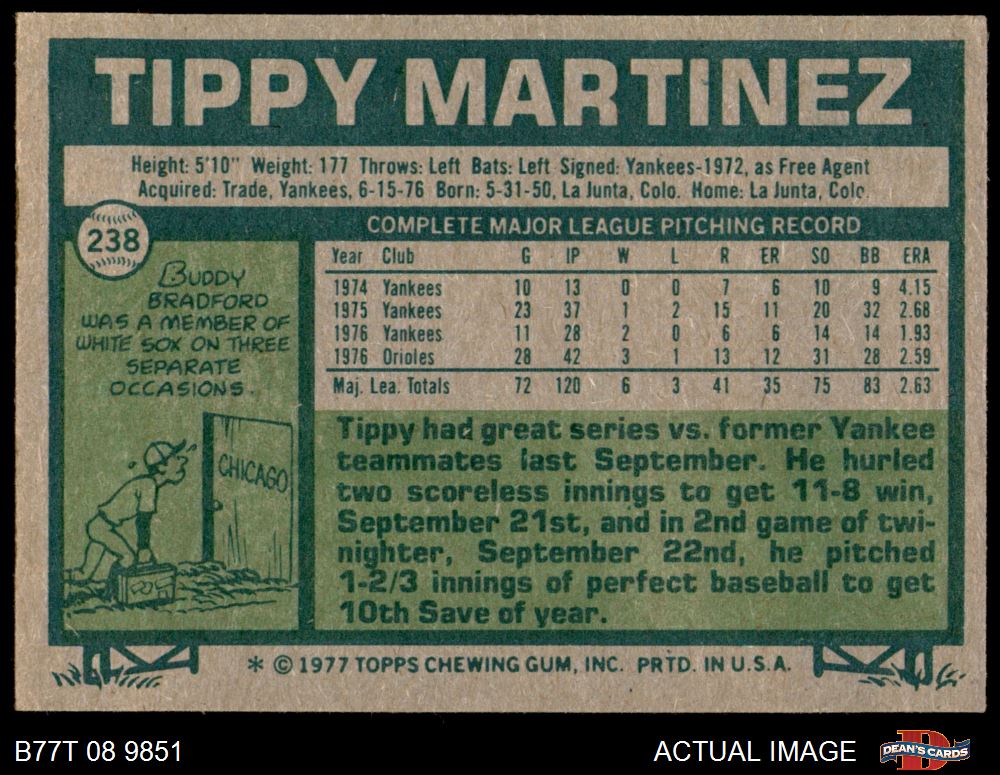 TIPPY MARTINEZ
Height: 5'10" Weight: 177 Throws: Left Bats: Left Signed: Yankees-1972, as Free Agent
Acquired: Trade, Yankees, 6-15-76 Born: 5-31-50, La Junta, Colo. Home: La Junta, Colo.
238
BUDDY
BRADFORD
WAS A MEMBER OF
WHITE SOX ON THREE
SEPARATE
OCCASIONS.
CHICAGO
COMPLETE MAJOR LEAGUE PITCHING RECORD
Year Club G IP W L R ER SO BB ERA
1974 Yankees 10 13 0 0 7 6 10 9 4.15
1975 Yankees 23 37 1 2 15 11 20 32 2.68
1976 Yankees 11 28 2 0 6 6 14 14 1.93
1976 Orioles 28 42 3 1 13 12 31 28 2.59
Maj. Lea. Totals 72 120 6 3 41 35 75 83 2.63
Tippy had great series vs. former Yankee
teammates last September. He hurled
two scoreless innings to get 11-8 win,
September 21st, and in 2nd game of twi-
nighter, September 22nd, he pitched
1-2/3 innings of perfect baseball to get
10th Save of year.
* © 1977 TOPPS CHEWING GUM, INC. PRTD. IN U.S.A.
B77T 08 9851
ACTUAL IMAGE
DEAN'S CARDS